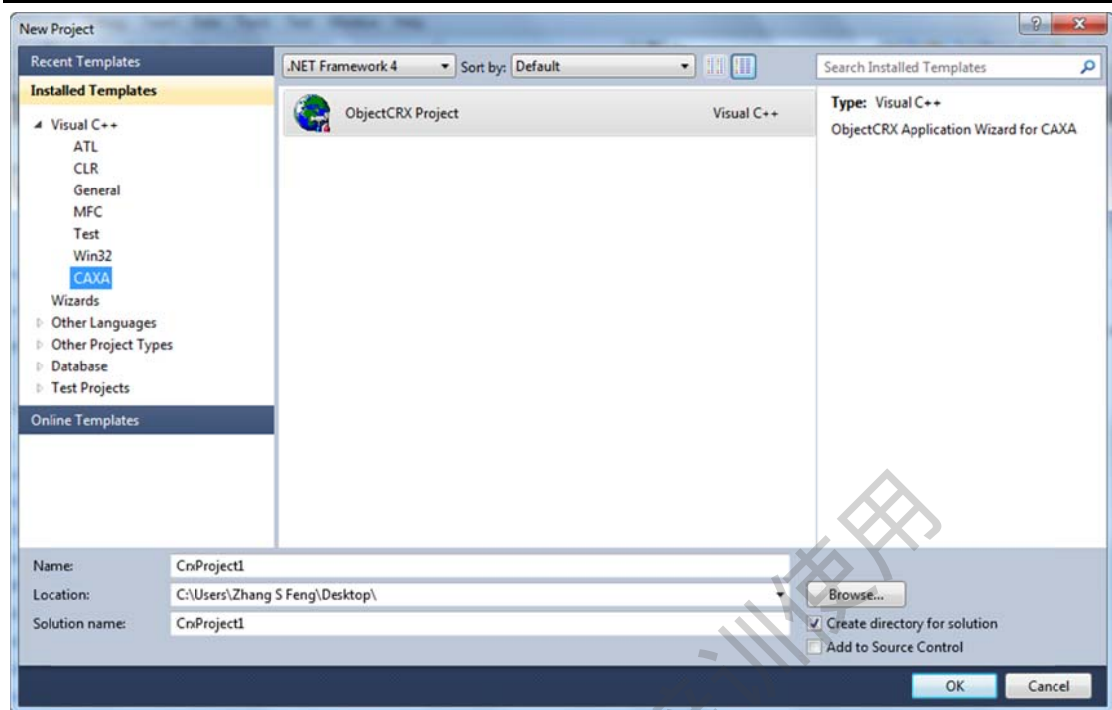 New Project
Recent Templates
Installed Templates
Visual C++
ATL
CLR
General
MFC
Test
Win32
CAXA
Wizards
Other Languages
Other Project Types
Database
Test Projects
Online Templates
.NET Framework 4
Sort by: Default
ObjectCRX Project Visual C++
Search Installed Templates
Type: Visual C++
ObjectCRX Application Wizard for CAXA
Name: CrxProject1
Location: C:\Users\Zhang S Feng\Desktop\
Browse...
Solution name: CrxProject1
Create directory for solution
Add to Source Control
OK Cancel
训使用